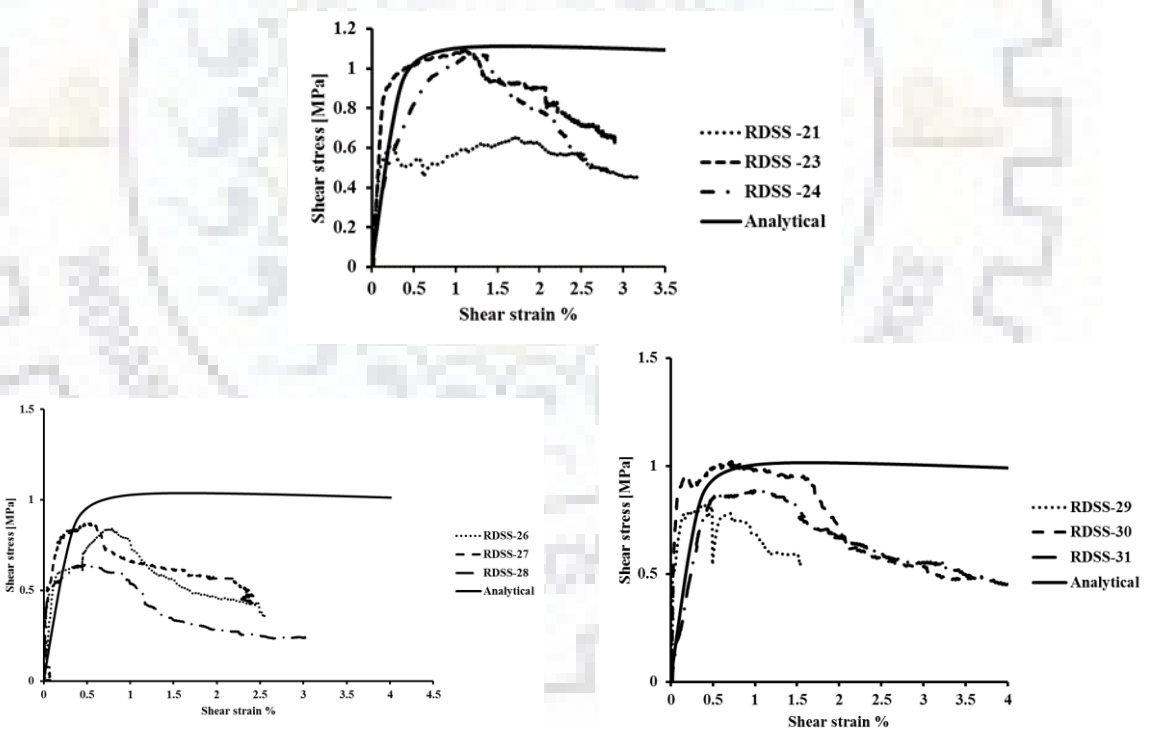 1.2
1
0.8
0.6
0.4
0.2
0
Shear stress [MPa]
0 0.5 1 1.5 2 2.5 3 3.5
Shear strain %
RDSS -21
RDSS -23
RDSS -24
Analytical
1.5
1
0.5
0
Shear stress [MPa]
0 0.5 1 1.5 2 2.5 3 3.5 4 4.5
Shear strain %
RDSS-26
RDSS-27
RDSS-28
Analytical
1.5
1
0.5
0
Shear stress [MPa]
0 0.5 1 1.5 2 2.5 3 3.5 4
Shear strain %
RDSS-29
RDSS-30
RDSS-31
Analytical